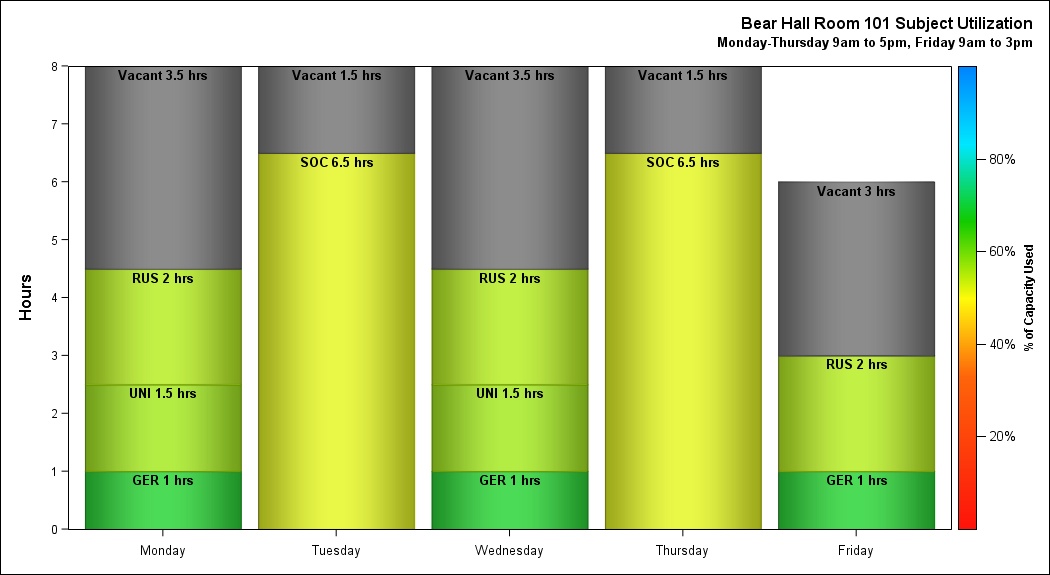 Bear Hall Room 101 Subject Utilization
Monday-Thursday 9am to 5pm, Friday 9am to 3pm
Hours
8
7
6
5
4
3
2
1
0
Vacant 3.5 hrs
RUS 2 hrs
UNI 1.5 hrs
GER 1 hrs
Vacant 1.5 hrs
SOC 6.5 hrs
Vacant 3.5 hrs
RUS 2 hrs
UNI 1.5 hrs
GER 1 hrs
Vacant 1.5 hrs
SOC 6.5 hrs
Vacant 3 hrs
RUS 2 hrs
GER 1 hrs
Monday
Tuesday
Wednesday
Thursday
Friday
80%
60%
40%
20%
% of Capacity Used